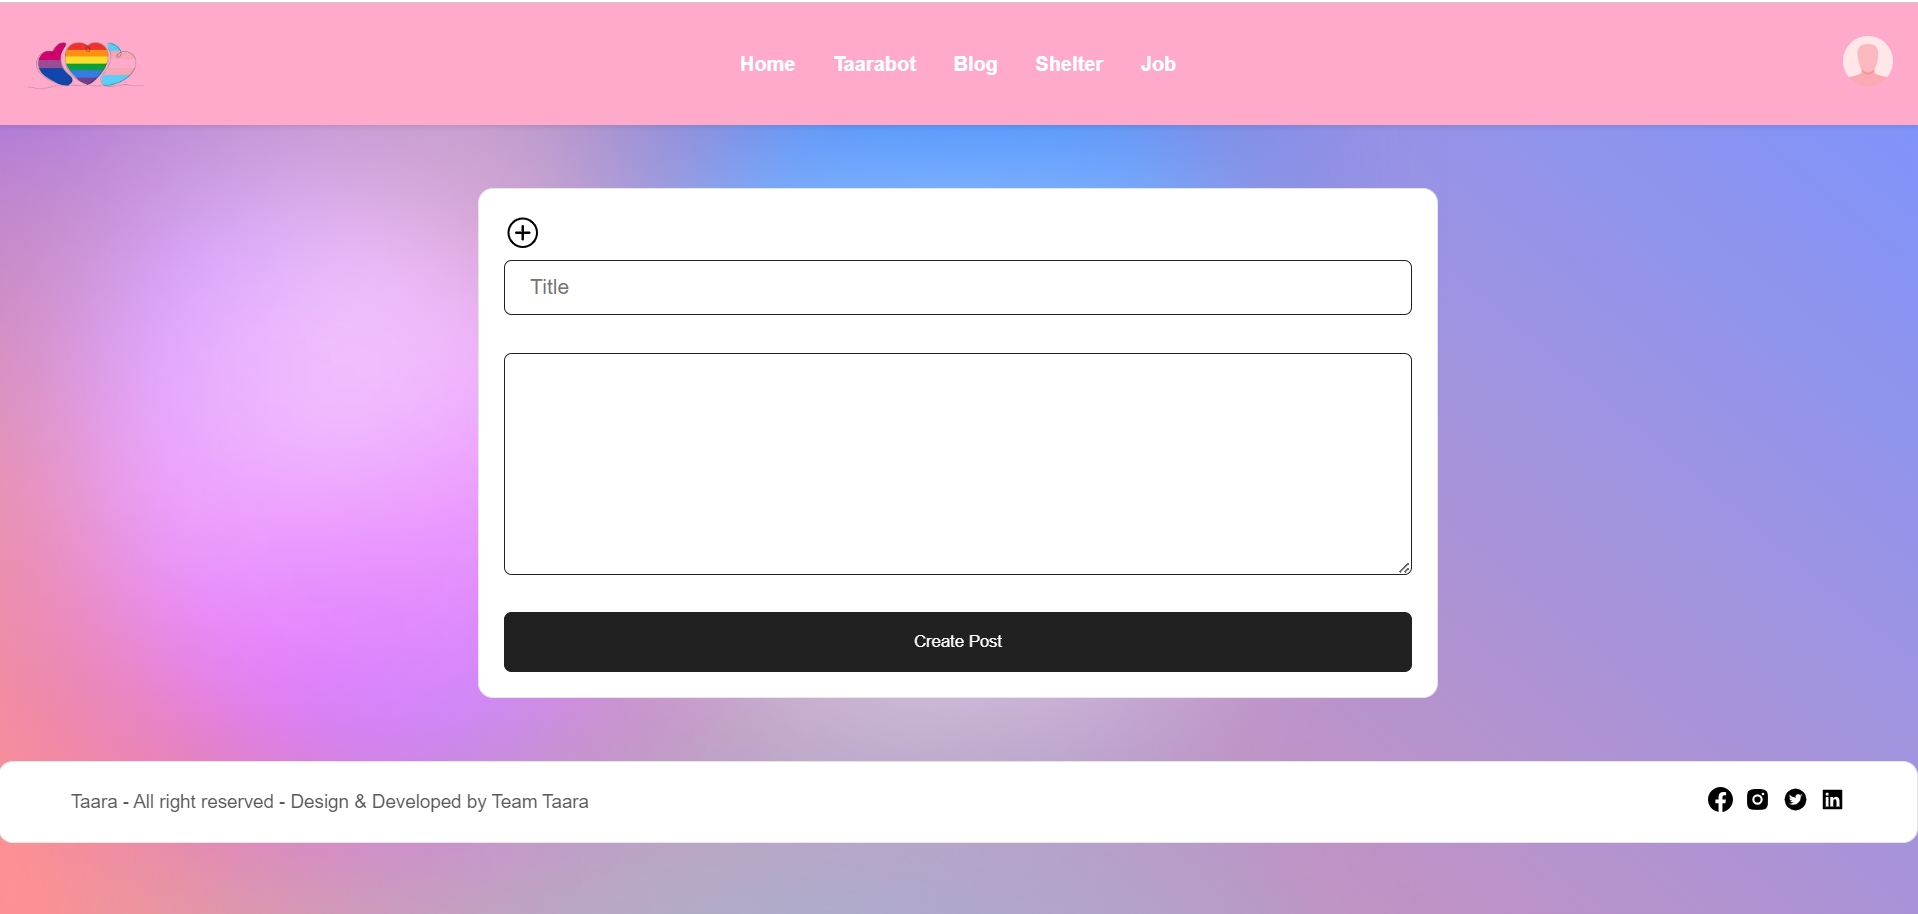 Home Taarabot Blog Shelter Job
Title
Create Post
Taara - All right reserved - Design & Developed by Team Taara